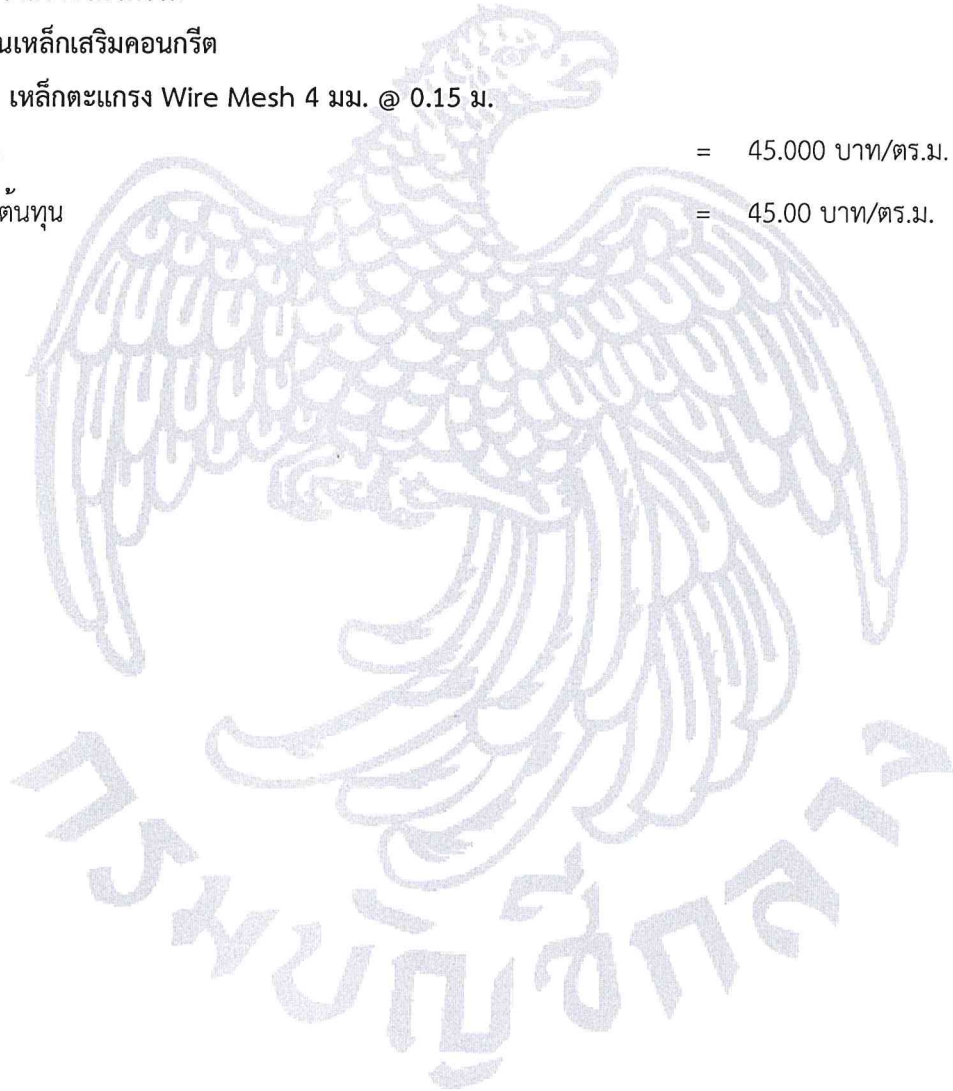 นเหล็กเสริมคอนกรีต
เหล็กตะแกรง Wire Mesh 4 มม. @ 0.15 ม.
= 45.000 บาท/ตร.ม.
ต้นทุน = 45.00 บาท/ตร.ม.
กรมบัญชีกลาง